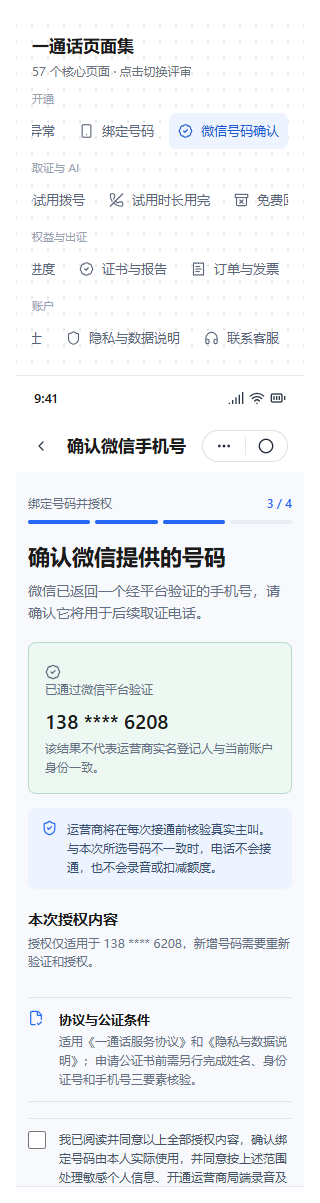 一通话页面集
57 个核心页面 · 点击切换评审
开通
异常 绑定号码 微信号码确认
取证与 AI
试用拨号 试用时长用完 免费
权益与出证
进度 证书与报告 订单与发票
账户
隐私与数据说明 联系客服
9:41
确认微信手机号
绑定号码并授权 3 / 4
确认微信提供的号码
微信已返回一个经平台验证的手机号，请
确认它将用于后续取证电话。
已通过微信平台验证
138 **** 6208
该结果不代表运营商实名登记人与当前账户
身份一致。
运营商将在每次接通前核验真实主叫。
与本次所选号码不一致时，电话不会接
通，也不会录音或扣减额度。
本次授权内容
授权仅适用于 138 **** 6208，新增号码需要重新
验证和授权。
协议与公证条件
适用《一通话服务协议》和《隐私与数据说
明》；申请公证书前需另行完成姓名、身份
证号和手机号三要素核验。
我已阅读并同意以上全部授权内容，确认绑
定号码由本人实际使用，并同意按上述范围
处理敏感个人信息、开通运营商局端录音及